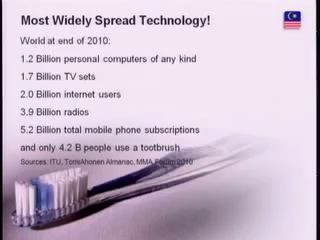 Most Widely Spread Technology!
World at end of 2010:
1.2 Billion personal computers of any kind
1.7 Billion TV sets
2.0 Billion internet users
3.9 Billion radios
5.2 Billion total mobile phone subscriptions
and only 4.2 B people use a tootbrush
Sources: ITU, TomiAhonen Almanac, MMA Forum 2010